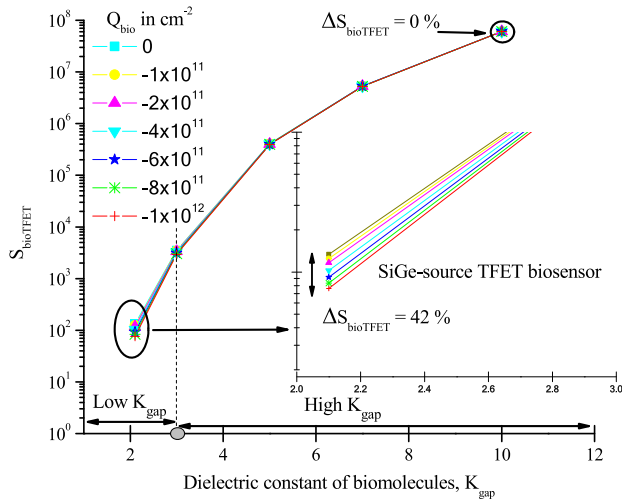 Q_bio in cm^-2
0
-1x10^11
-2x10^11
-4x10^11
-6x10^11
-8x10^11
-1x10^12
ΔS_bioTFET = 0 %
10^8
10^7
10^6
10^5
10^4
10^3
10^2
10^1
10^0
S_bioTFET
SiGe-source TFET biosensor
ΔS_bioTFET = 42 %
2.0 2.2 2.4 2.6 2.8 3.0
Low K_gap
High K_gap
2 4 6 8 10 12
Dielectric constant of biomolecules, K_gap